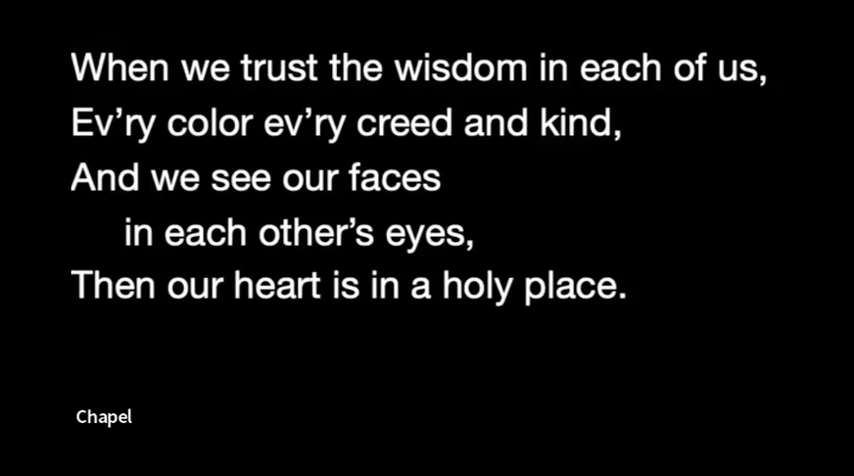 When we trust the wisdom in each of us,
Ev’ry color ev’ry creed and kind,
And we see our faces
in each other’s eyes,
Then our heart is in a holy place.
Chapel